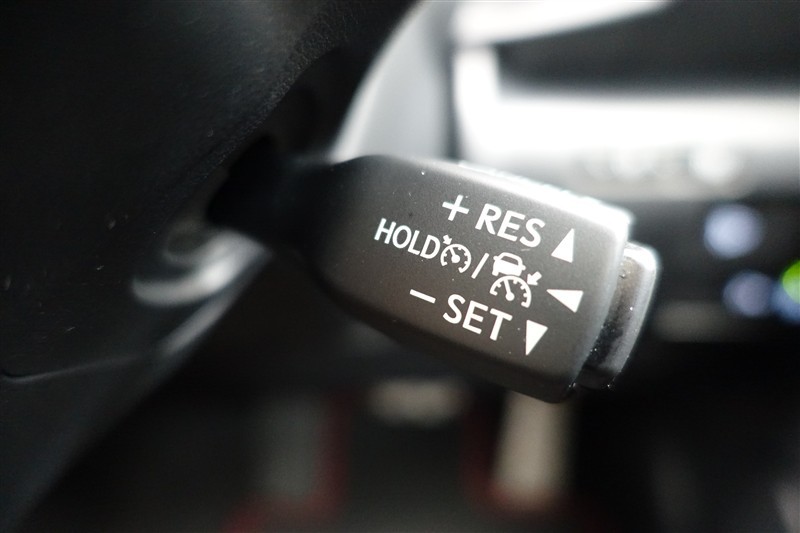 + RES
HOLD /
- SET